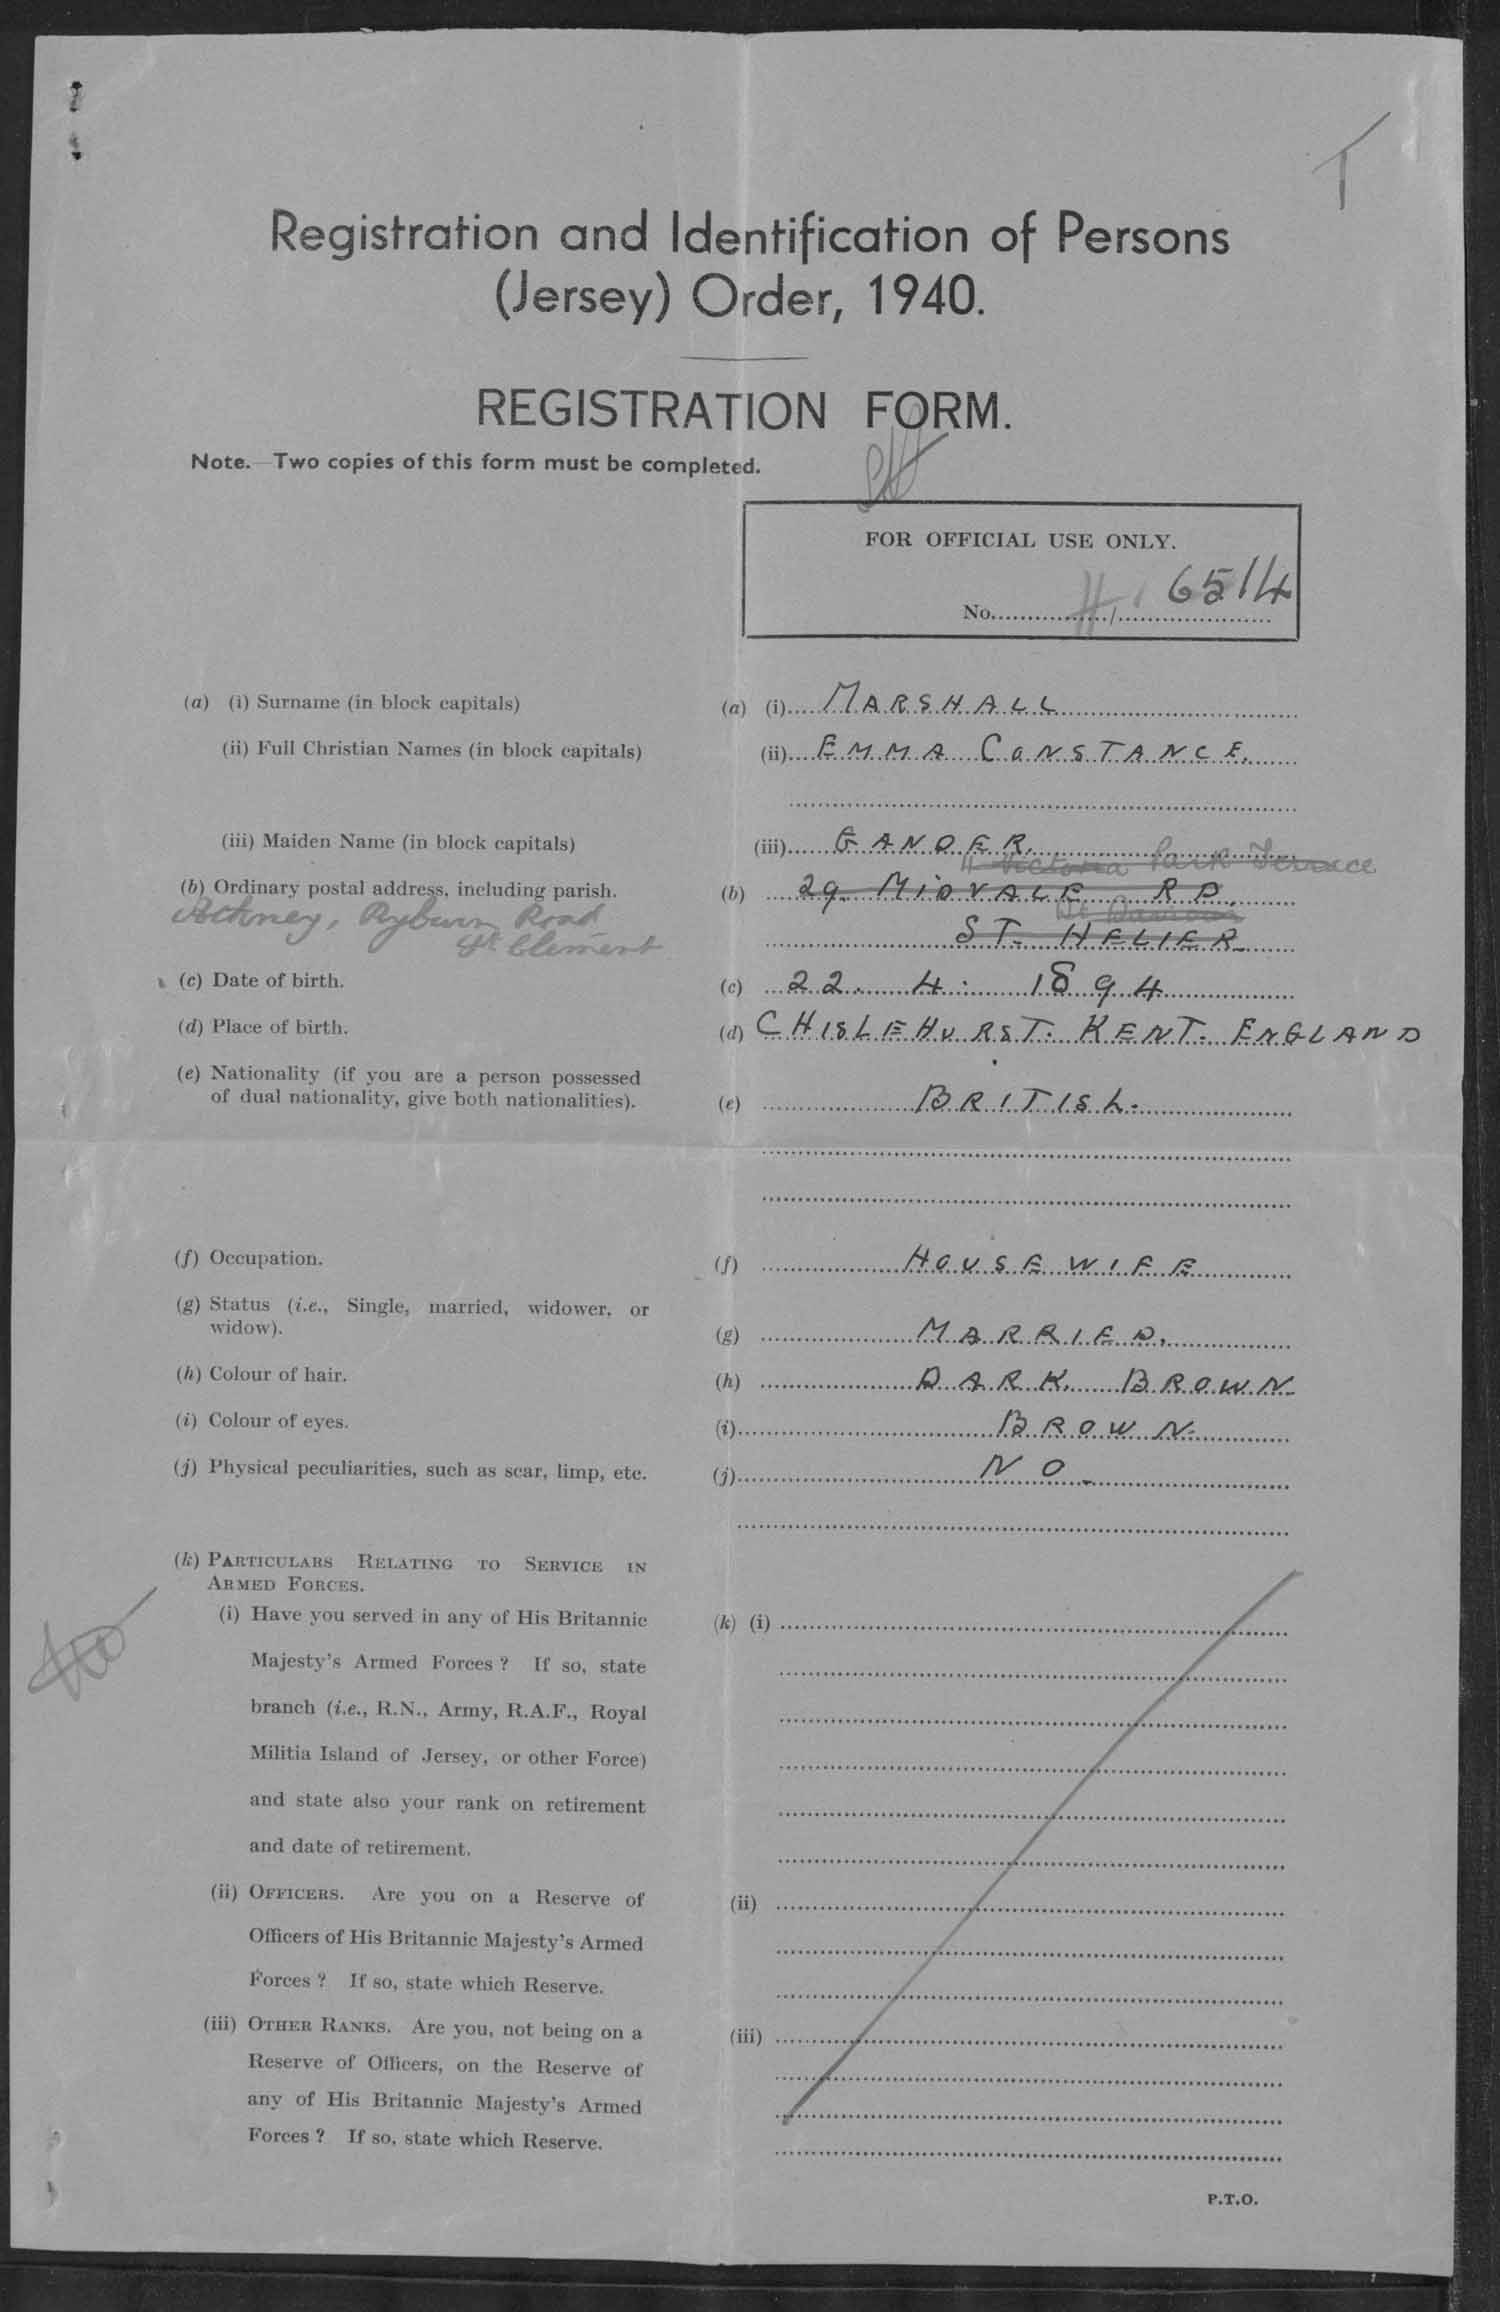 T
Registration and Identification of Persons
(Jersey) Order, 1940.
REGISTRATION FORM.
Note.—Two copies of this form must be completed.
FOR OFFICIAL USE ONLY.
No. H / 6514
(a) (i) Surname (in block capitals) (a) (i) MARSHALL
(ii) Full Christian Names (in block capitals) (ii) EMMA CONSTANCE.
(iii) Maiden Name (in block capitals) (iii) GANDER.
11 Victoria Park Terrace
(b) Ordinary postal address, including parish. (b) 29. MIDVALE RD.
Ryburn Road
St. Clement ST. HELIER.
(c) Date of birth. (c) 22. 4. 1894
(d) Place of birth. (d) CHISLEHURST. KENT. ENGLAND
(e) Nationality (if you are a person possessed
of dual nationality, give both nationalities). (e) BRITISH.
(f) Occupation. (f) HOUSEWIFE
(g) Status (i.e., Single, married, widower, or
widow). (g) MARRIED.
(h) Colour of hair. (h) DARK BROWN
(i) Colour of eyes. (i) BROWN.
(j) Physical peculiarities, such as scar, limp, etc. (j) NO.
(k) PARTICULARS RELATING TO SERVICE IN
ARMED FORCES.
(i) Have you served in any of His Britannic (k) (i)
Majesty's Armed Forces? If so, state
branch (i.e., R.N., Army, R.A.F., Royal
Militia Island of Jersey, or other Force)
and state also your rank on retirement
and date of retirement.
(ii) OFFICERS. Are you on a Reserve of (ii)
Officers of His Britannic Majesty's Armed
Forces? If so, state which Reserve.
(iii) OTHER RANKS. Are you, not being on a (iii)
Reserve of Officers, on the Reserve of
any of His Britannic Majesty's Armed
Forces? If so, state which Reserve.
P.T.O.